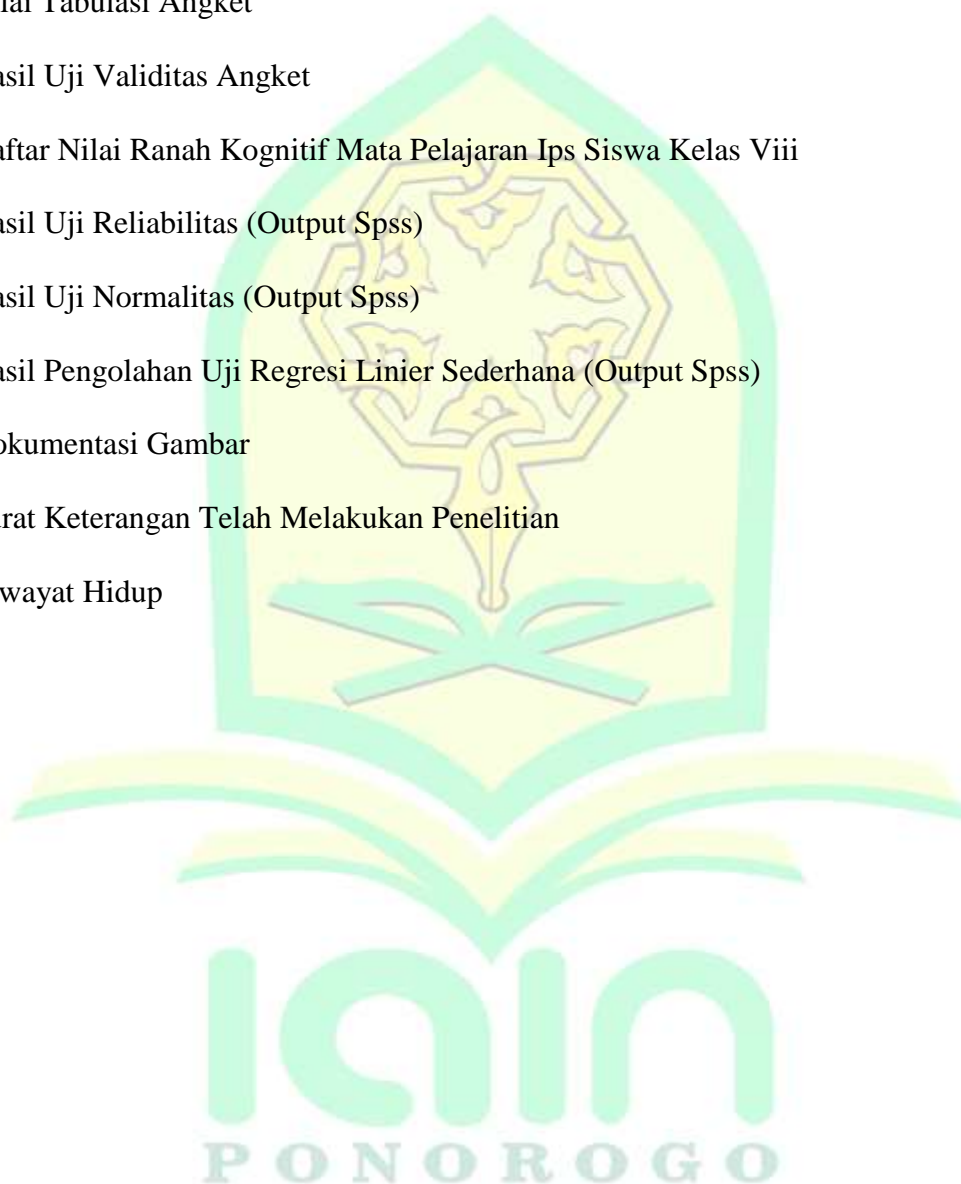 Tabulasi Angket
asil Uji Validitas Angket
aftar Nilai Ranah Kognitif Mata Pelajaran Ips Siswa Kelas Viii
asil Uji Reliabilitas (Output Spss)
asil Uji Normalitas (Output Spss)
asil Pengolahan Uji Regresi Linier Sederhana (Output Spss)
okumentasi Gambar
urat Keterangan Telah Melakukan Penelitian
wayat Hidup
iain
PONOROGO